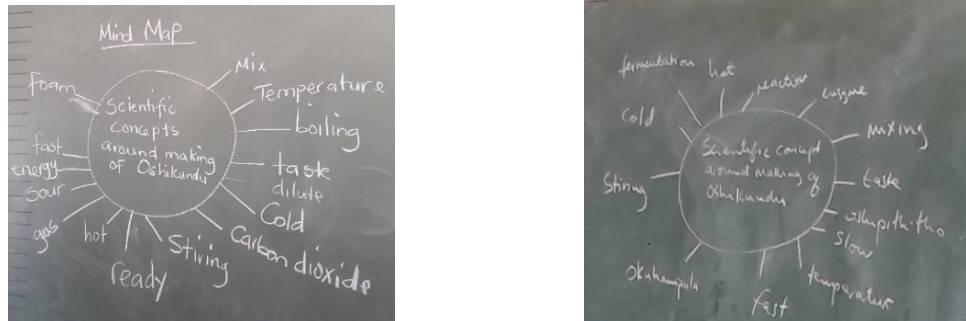 Mind Map
Foam
Mix
Temperature
boiling
taste
dilute
Cold
Carbon dioxide
Stiring
ready
hot
gas
Sour
energy
fast
Scientific
concepts
around making
of Oshikundu
fermentation
hot
reaction
enzyme
mixing
taste
Slow
temperature
fast
okuhampula
Stiring
Cold
Scientific concept
around making of
Oshikundu